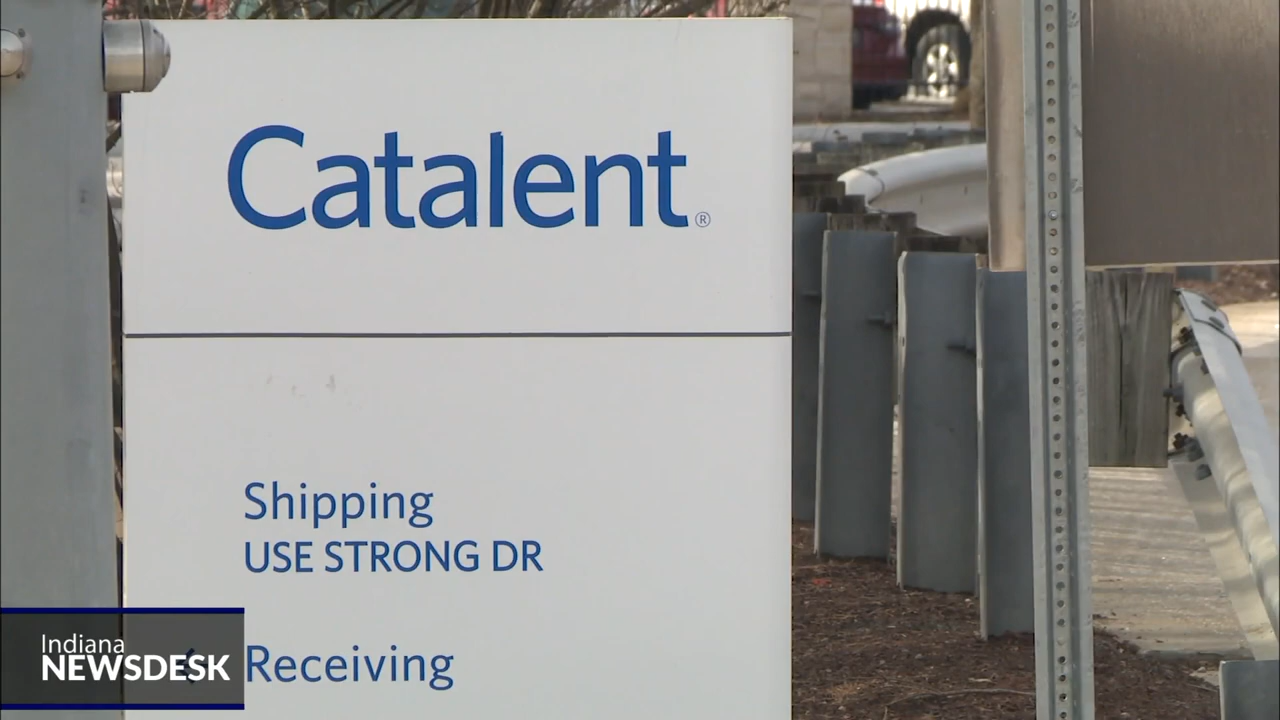 Catalent®
Shipping
USE STRONG DR
Receiving
Indiana
NEWSDESK